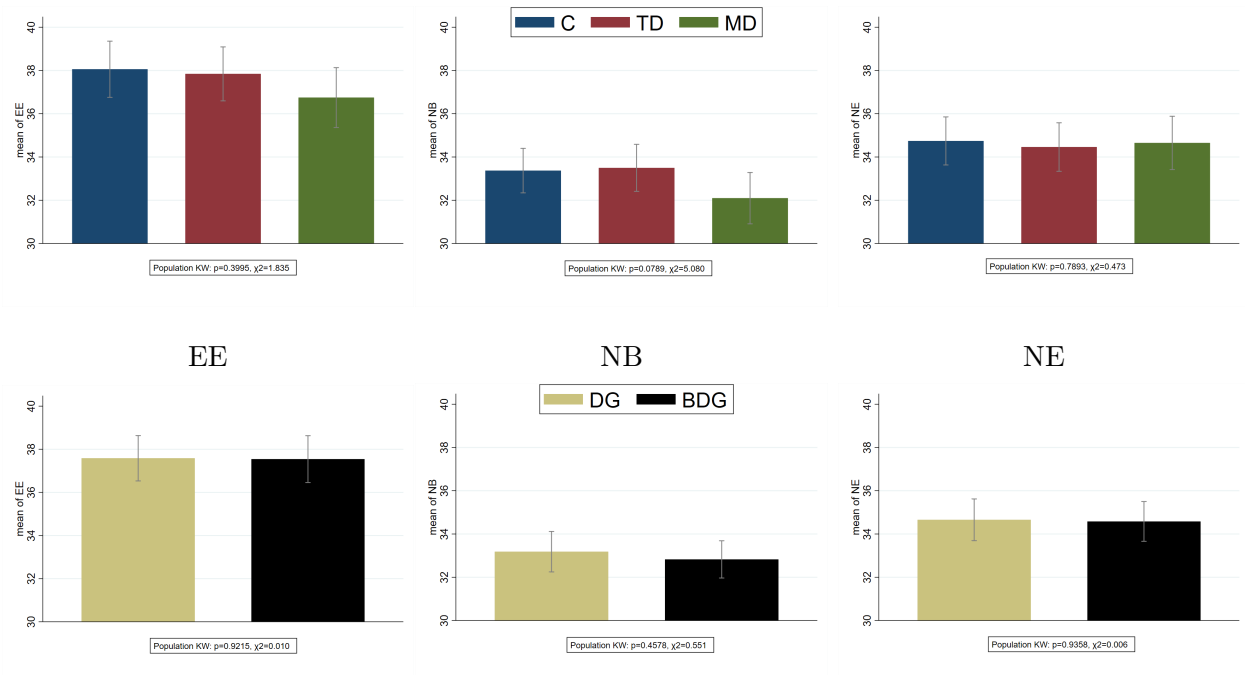 C TD MD
mean of EE
30 32 34 36 38 40
Population KW: p=0.3995, χ2=1.835
mean of NB
30 32 34 36 38 40
Population KW: p=0.0789, χ2=5.080
mean of NE
30 32 34 36 38 40
Population KW: p=0.7893, χ2=0.473
EE NB NE
DG BDG
mean of EE
30 32 34 36 38 40
Population KW: p=0.9215, χ2=0.010
mean of NB
30 32 34 36 38 40
Population KW: p=0.4578, χ2=0.551
mean of NE
30 32 34 36 38 40
Population KW: p=0.9358, χ2=0.006